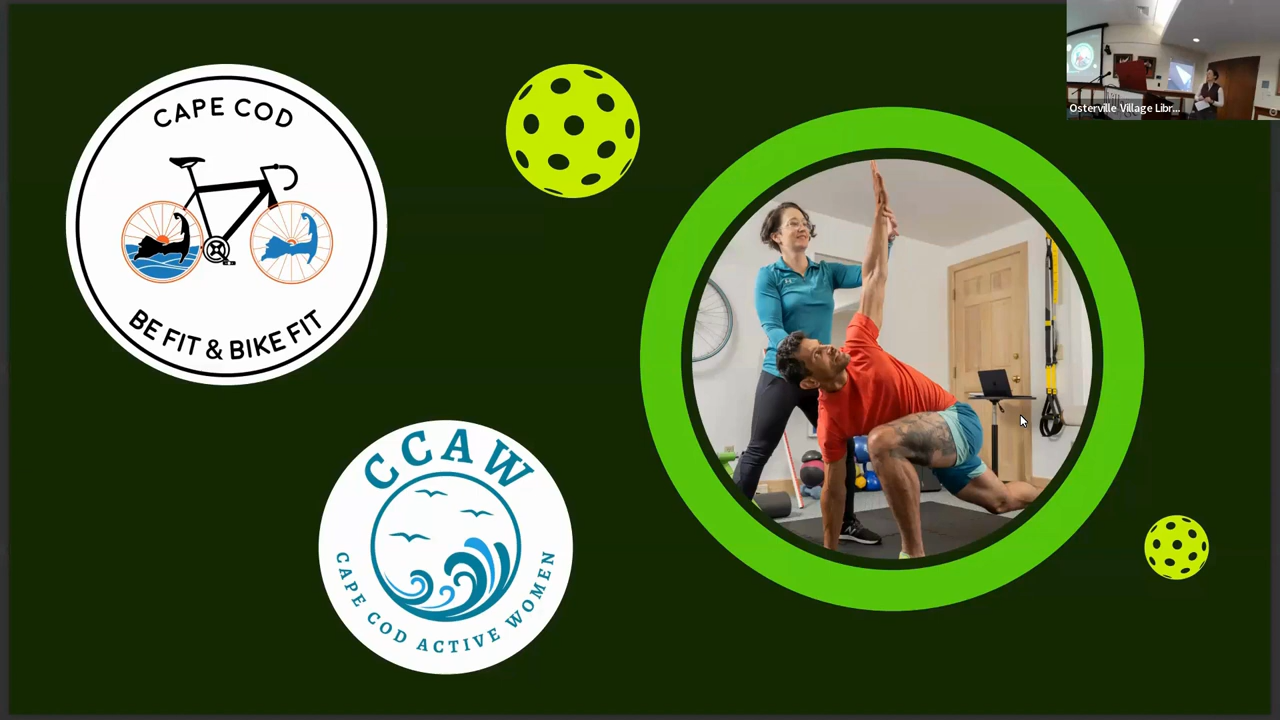 CAPE COD
BE FIT & BIKE FIT
CCAW
CAPE COD ACTIVE WOMEN
Osterville Village Libr...